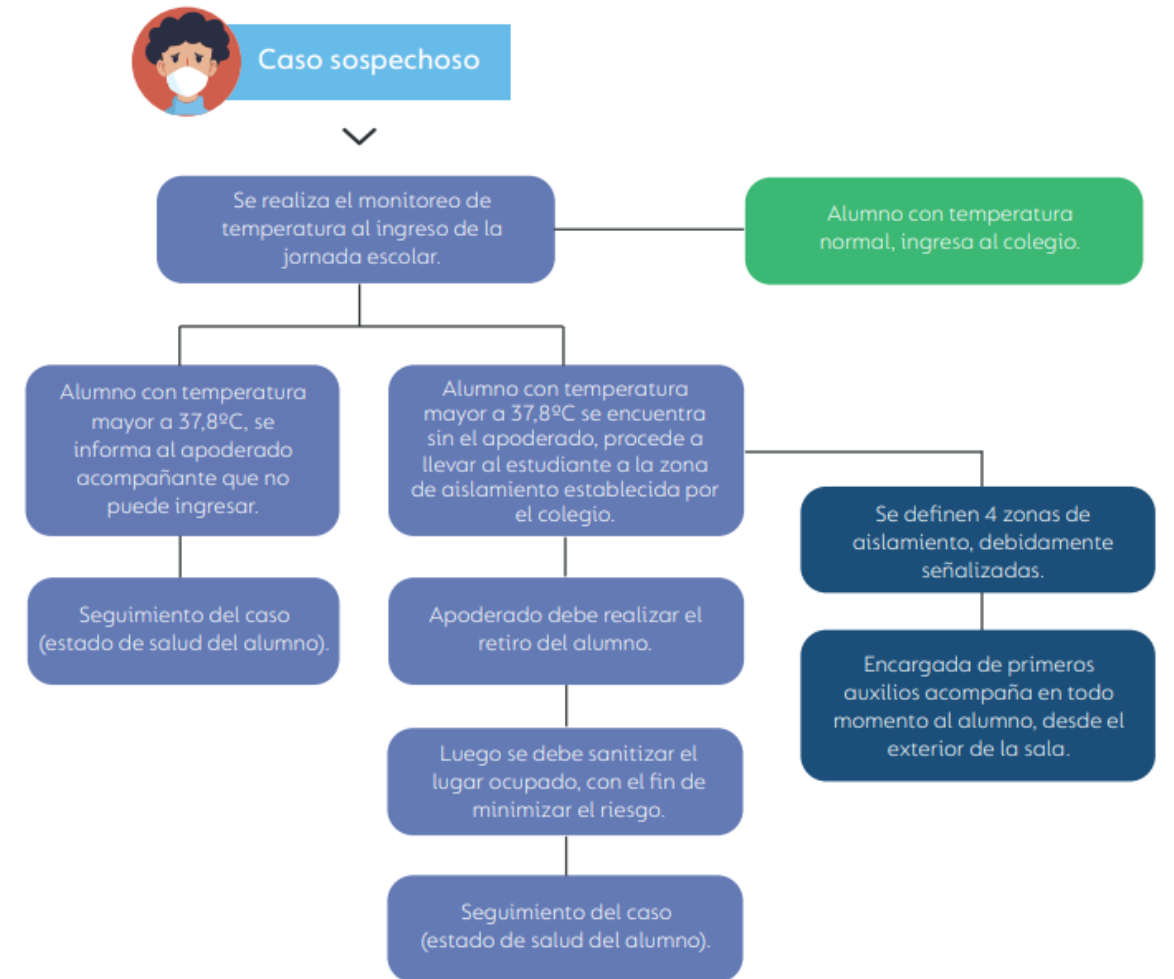 Caso sospechoso
Se realiza el monitoreo de
temperatura al ingreso de la
jornada escolar.
Alumno con temperatura
normal, ingresa al colegio.
Alumno con temperatura
mayor a 37,8ºC, se
informa al apoderado
acompañante que no
puede ingresar.
Alumno con temperatura
mayor a 37,8ºC se encuentra
sin el apoderado, procede a
llevar al estudiante a la zona
de aislamiento establecida por
el colegio.
Se definen 4 zonas de
aislamiento, debidamente
señalizadas.
Seguimiento del caso
(estado de salud del alumno).
Apoderado debe realizar el
retiro del alumno.
Encargada de primeros
auxilios acompaña en todo
momento al alumno, desde el
exterior de la sala.
Luego se debe sanitizar el
lugar ocupado, con el fin de
minimizar el riesgo.
Seguimiento del caso
(estado de salud del alumno).